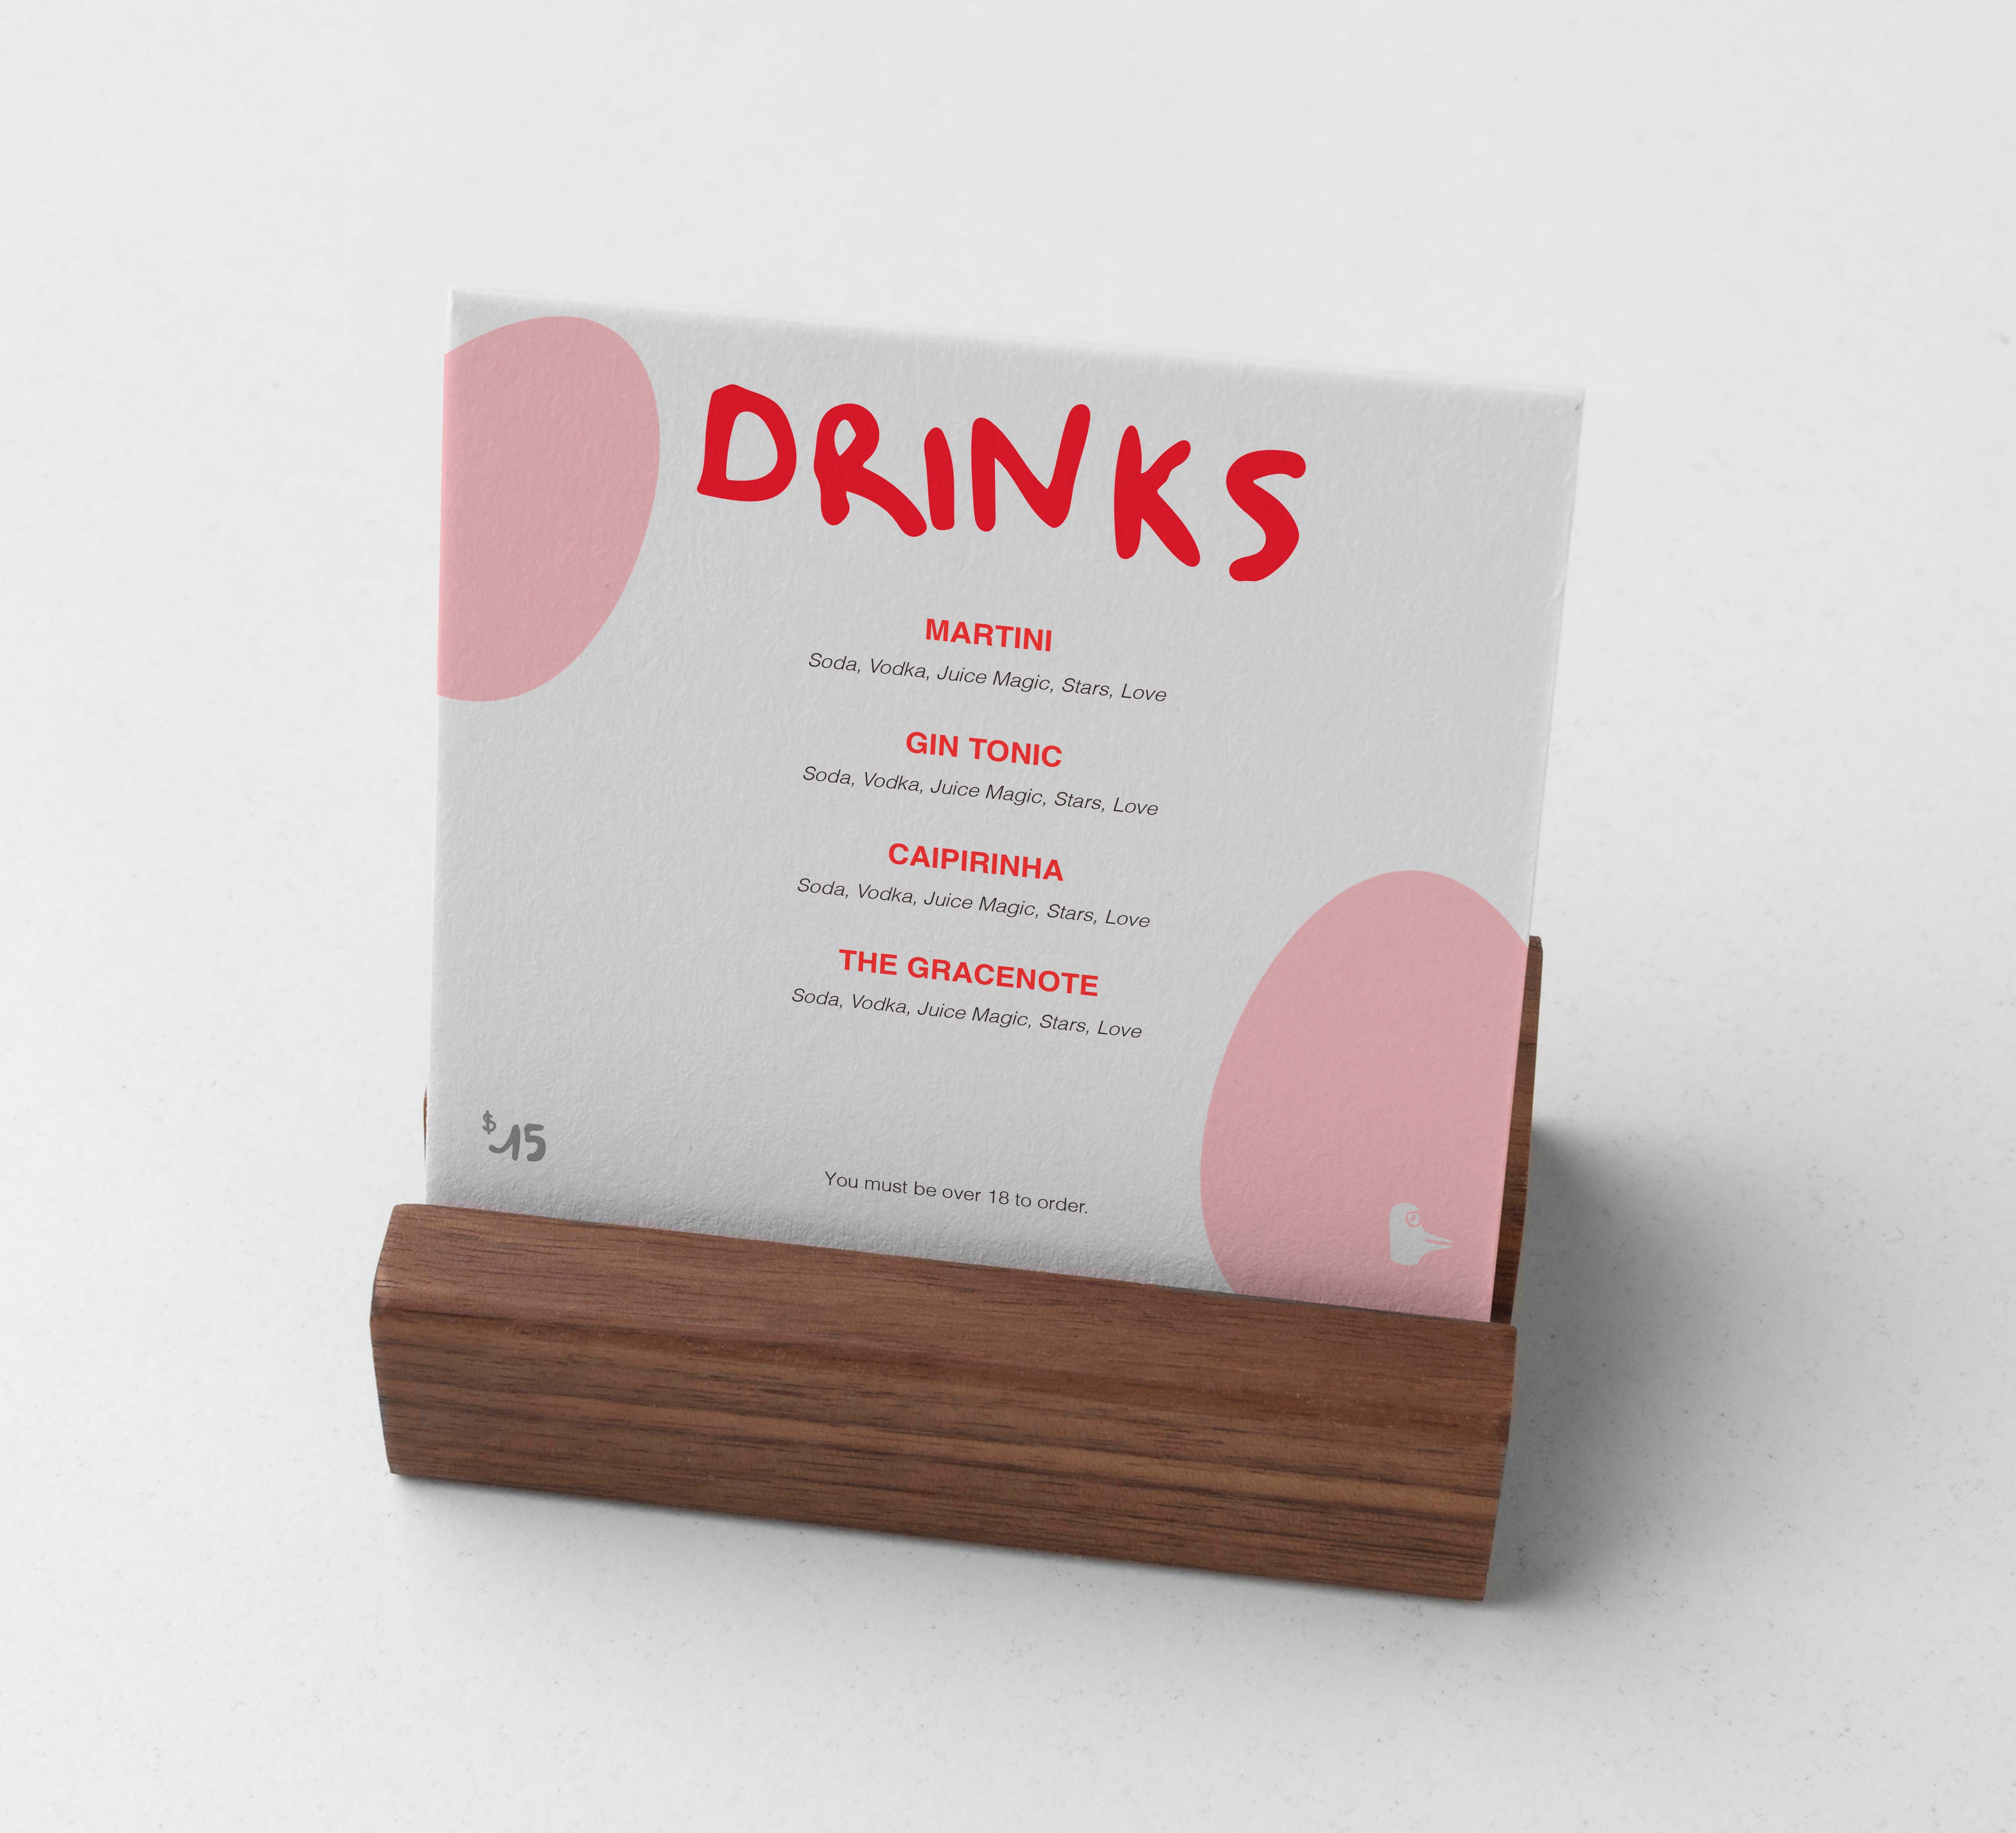 DRINKS
MARTINI
Soda, Vodka, Juice Magic, Stars, Love
GIN TONIC
Soda, Vodka, Juice Magic, Stars, Love
CAIPIRINHA
Soda, Vodka, Juice Magic, Stars, Love
THE GRACENOTE
Soda, Vodka, Juice Magic, Stars, Love
$15
You must be over 18 to order.